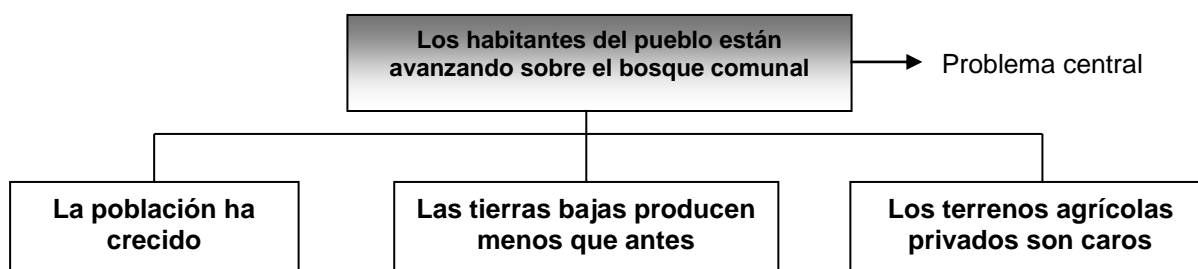 Los habitantes del pueblo están
avanzando sobre el bosque comunal
Problema central
La población ha
crecido
Las tierras bajas producen
menos que antes
Los terrenos agrícolas
privados son caros